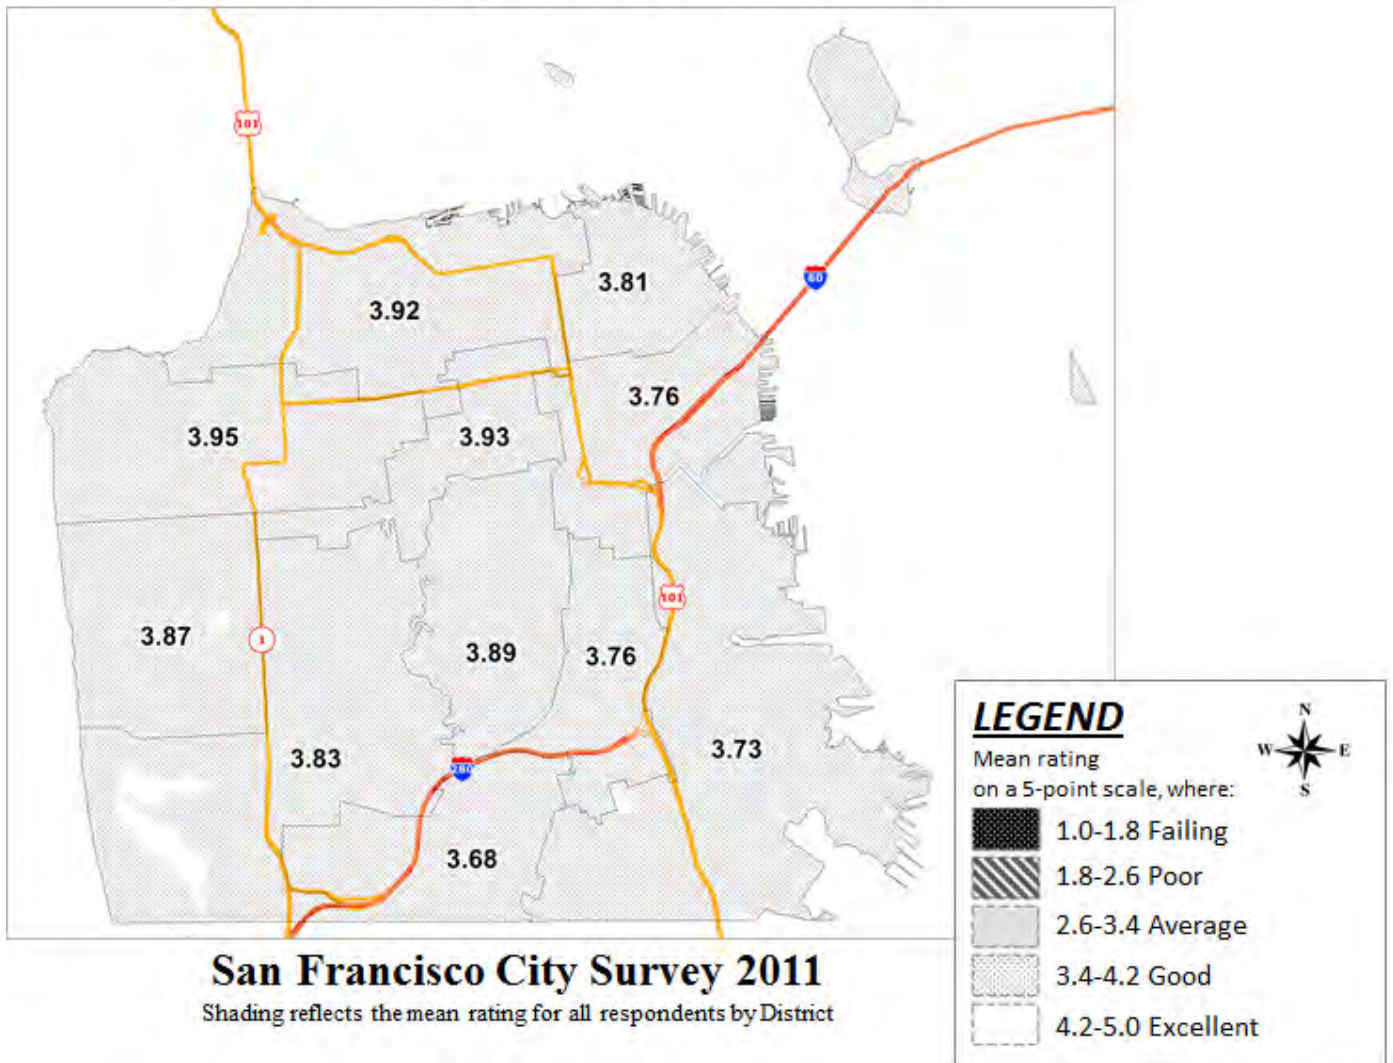 101
80
3.81
3.92
3.76
3.95
3.93
101
3.87
1
3.89
3.76
3.83
3.73
280
3.68
LEGEND
N
W E
S
Mean rating
on a 5-point scale, where:
1.0-1.8 Failing
1.8-2.6 Poor
2.6-3.4 Average
3.4-4.2 Good
4.2-5.0 Excellent
San Francisco City Survey 2011
Shading reflects the mean rating for all respondents by District